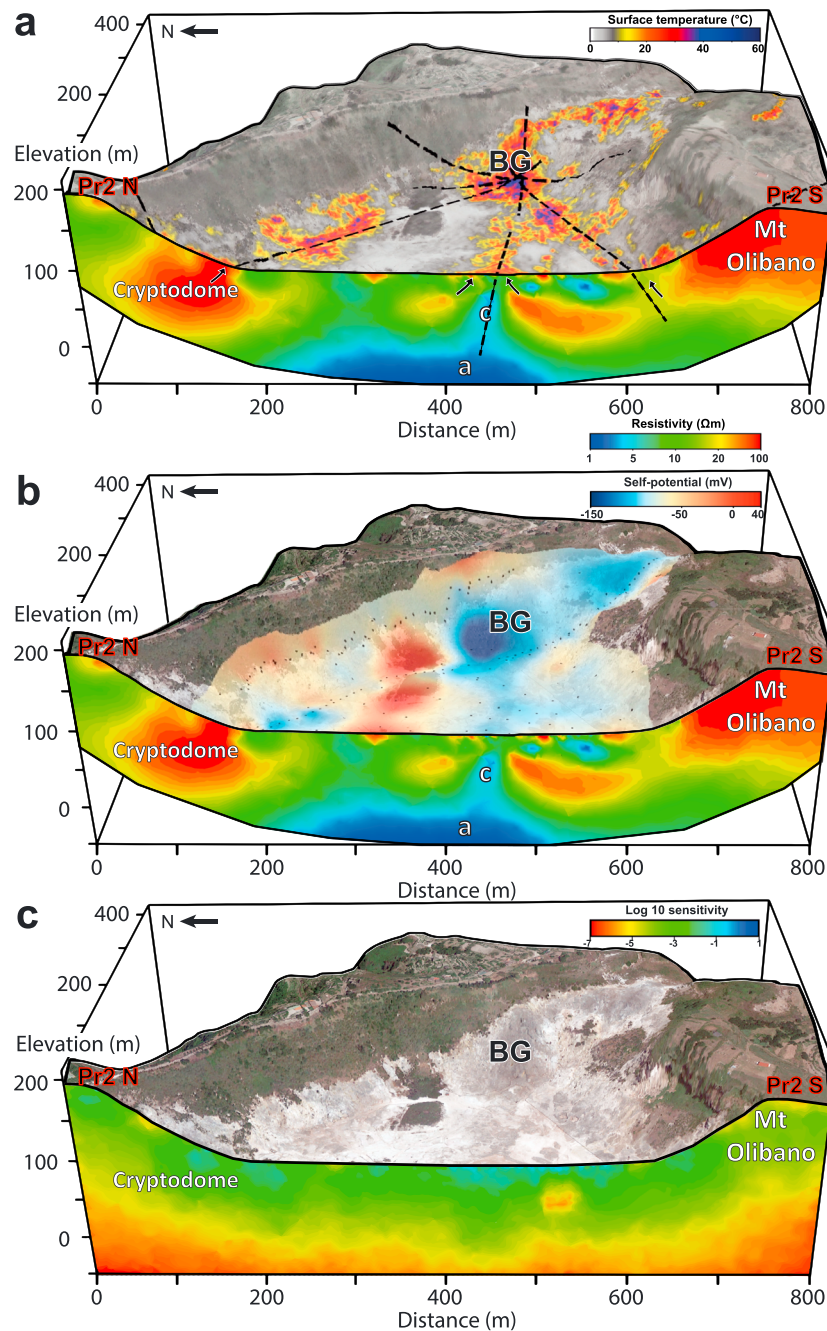 a
400
N
Surface temperature (°C)
0 20 40 60
200
Elevation (m)
BG
Pr2 N
200
Pr2 S
Mt
Olibano
100
Cryptodome
c
0
a
0 200 400 600 800
Distance (m)
Resistivity (Ωm)
1 5 10 20 100
b
400
N
Self-potential (mV)
-150 -50 0 40
200
Elevation (m)
BG
Pr2 N
200
Pr2 S
Mt
Olibano
100
Cryptodome
c
0
a
0 200 400 600 800
Distance (m)
c
400
N
Log 10 sensitivity
-7 -5 -3 -1 1
200
Elevation (m)
BG
Pr2 N
200
Pr2 S
Mt
Olibano
100
Cryptodome
0
0 200 400 600 800
Distance (m)